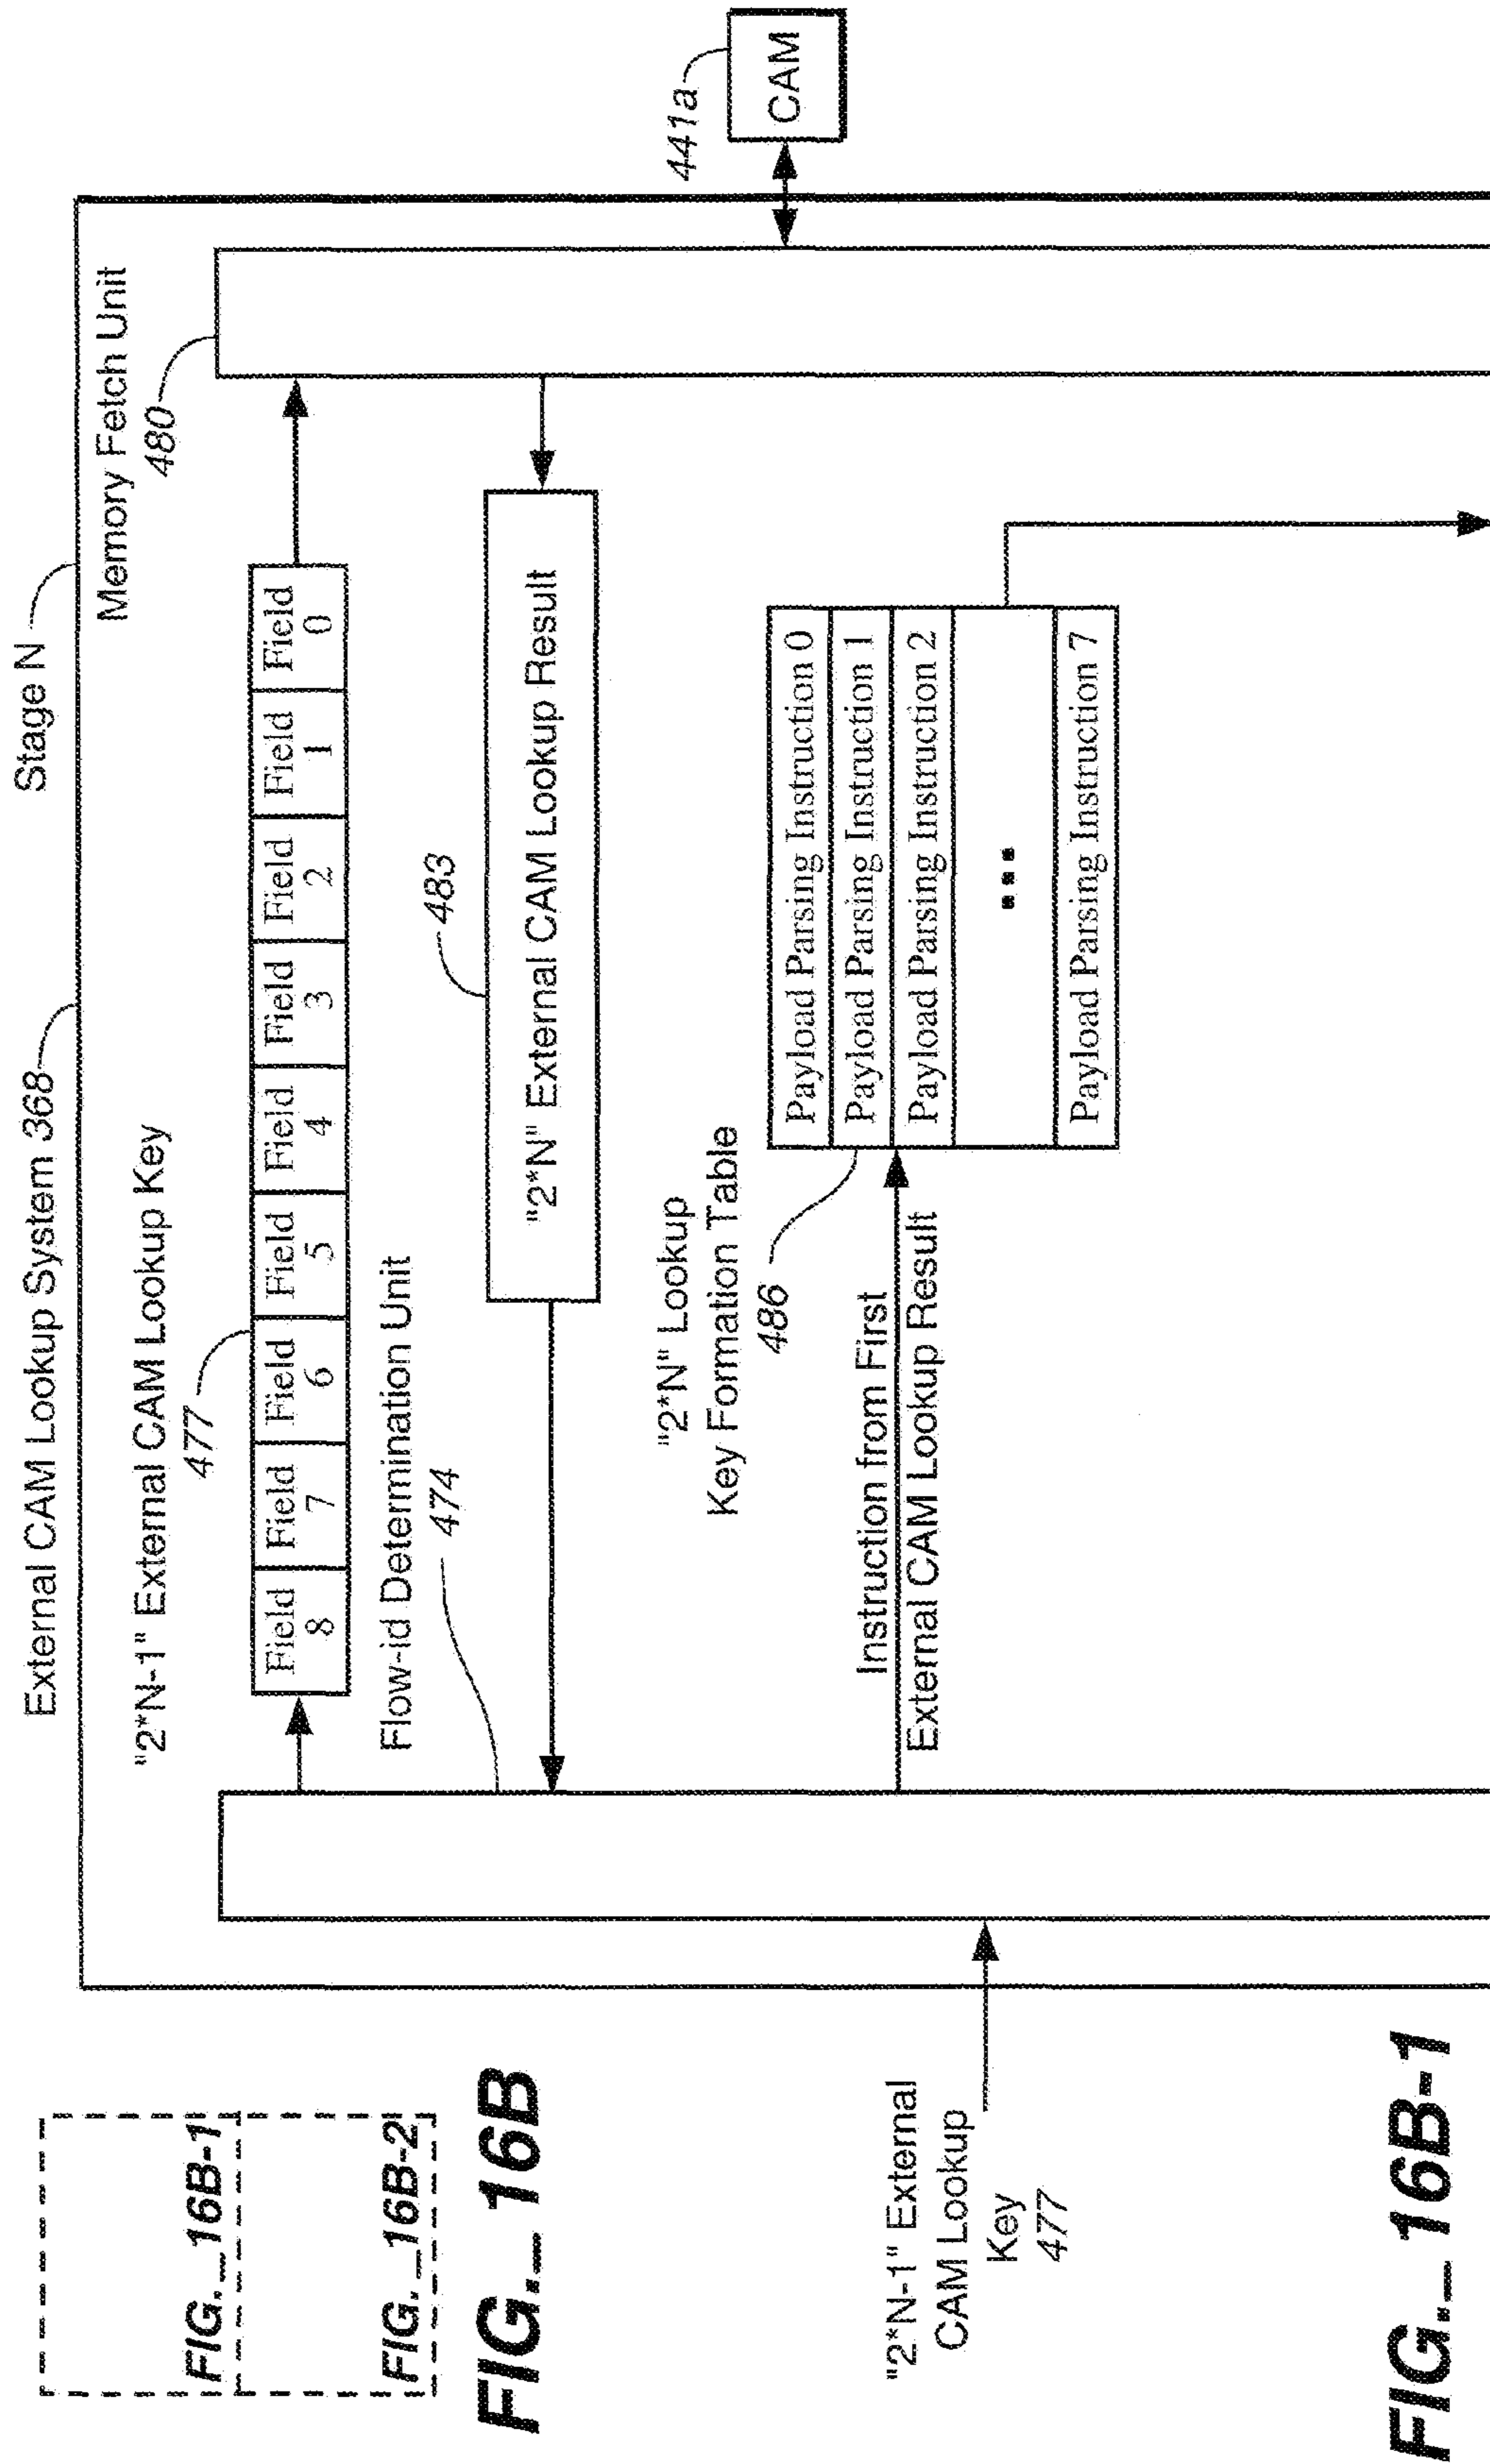 External CAM Lookup System 368
Stage N
"2*N-1" External CAM Lookup Key
477
Memory Fetch Unit
480
Field 8
Field 7
Field 6
Field 5
Field 4
Field 3
Field 2
Field 1
Field 0
Flow-id Determination Unit
474
483
"2*N" External CAM Lookup Result
441a
CAM
"2*N" Lookup
Key Formation Table
486
Payload Parsing Instruction 0
Payload Parsing Instruction 1
Payload Parsing Instruction 2
...
Payload Parsing Instruction 7
Instruction from First
External CAM Lookup Result
"2*N-1" External
CAM Lookup
Key
477
FIG._16B-1
FIG._16B-2
FIG._16B
FIG._16B-1